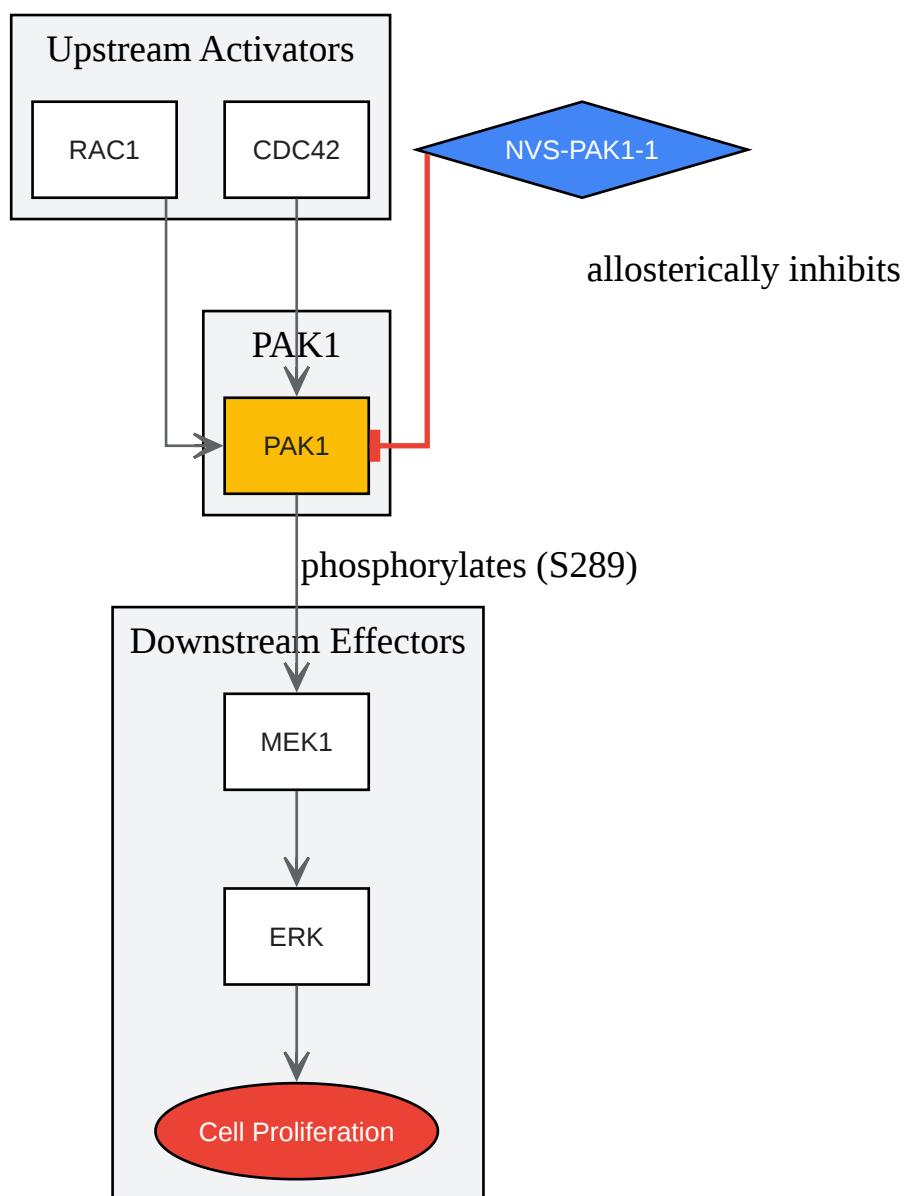 Upstream Activators
RAC1
CDC42
NVS-PAK1-1
allosterically inhibits
PAK1
PAK1
phosphorylates (S289)
Downstream Effectors
MEK1
ERK
Cell Proliferation